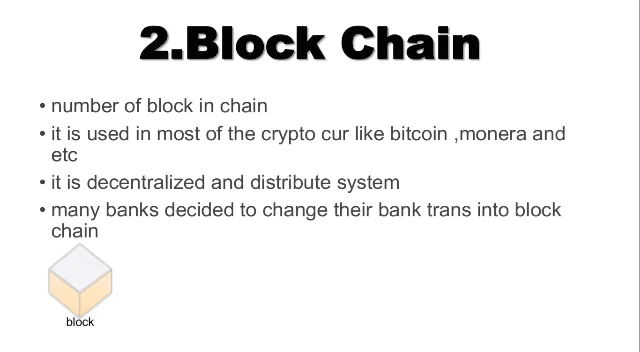 2.Block Chain
• number of block in chain
• it is used in most of the crypto cur like bitcoin ,monera and
etc
• it is decentralized and distribute system
• many banks decided to change their bank trans into block
chain
block